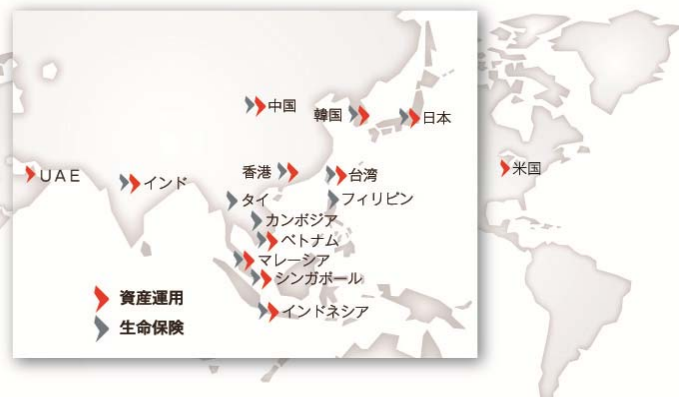 中国
韓国
日本
UAE
インド
香港
台湾
米国
タイ
フィリピン
カンボジア
ベトナム
マレーシア
シンガポール
インドネシア
資産運用
生命保険